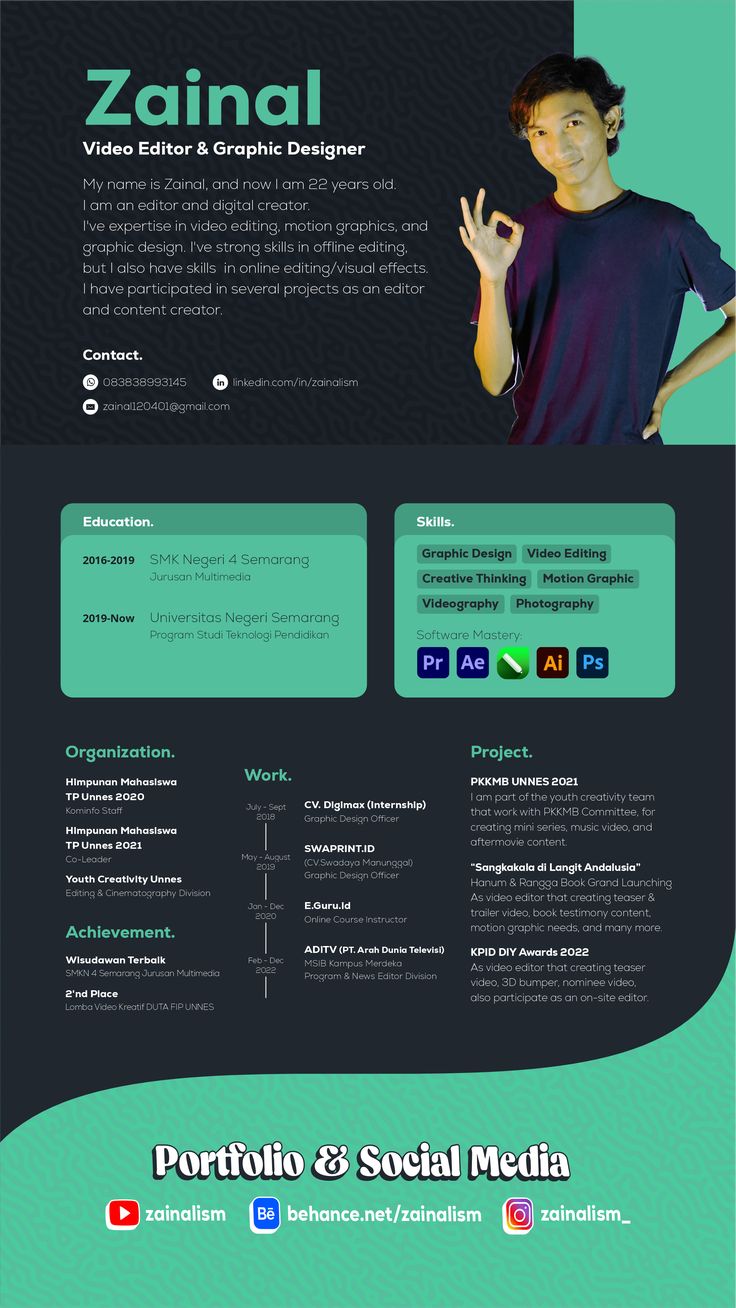 Zainal
Video Editor & Graphic Designer
My name is Zainal, and now I am 22 years old.
I am an editor and digital creator.
I've expertise in video editing, motion graphics, and
graphic design. I've strong skills in offline editing,
but I also have skills in online editing/visual effects.
I have participated in several projects as an editor
and content creator.
Contact.
083838993145
in linkedin.com/in/zainalism
zainal120401@gmail.com
Education.
2016-2019 SMK Negeri 4 Semarang
Jurusan Multimedia
2019-Now Universitas Negeri Semarang
Program Studi Teknologi Pendidikan
Skills.
Graphic Design Video Editing
Creative Thinking Motion Graphic
Videography Photography
Software Mastery:
Pr Ae Ai Ps
Organization.
Himpunan Mahasiswa
TP Unnes 2020
Kominfo Staff
Himpunan Mahasiswa
TP Unnes 2021
Co-Leader
Youth Creativity Unnes
Editing & Cinematography Division
Achievement.
Wisudawan Terbaik
SMKN 4 Semarang Jurusan Multimedia
2'nd Place
Lomba Video Kreatif DUTA FIP UNNES
Work.
July - Sept
2018
CV. Digimax (Internship)
Graphic Design Officer
May - August
2019
SWAPRINT.ID
(CV.Swadaya Manunggal)
Graphic Design Officer
Jan - Dec
2020
E.Guru.id
Online Course Instructor
Feb - Dec
2022
ADITV (PT. Arah Dunia Televisi)
MSIB Kampus Merdeka
Program & News Editor Division
Project.
PKKMB UNNES 2021
I am part of the youth creativity team
that work with PKKMB Committee, for
creating mini series, music video, and
aftermovie content.
“Sangkakala di Langit Andalusia”
Hanum & Rangga Book Grand Launching
As video editor that creating teaser &
trailer video, book testimony content,
motion graphic needs, and many more.
KPID DIY Awards 2022
As video editor that creating teaser
video, 3D bumper, nominee video,
also participate as an on-site editor.
Portfolio & Social Media
zainalism
Bē behance.net/zainalism
zainalism_